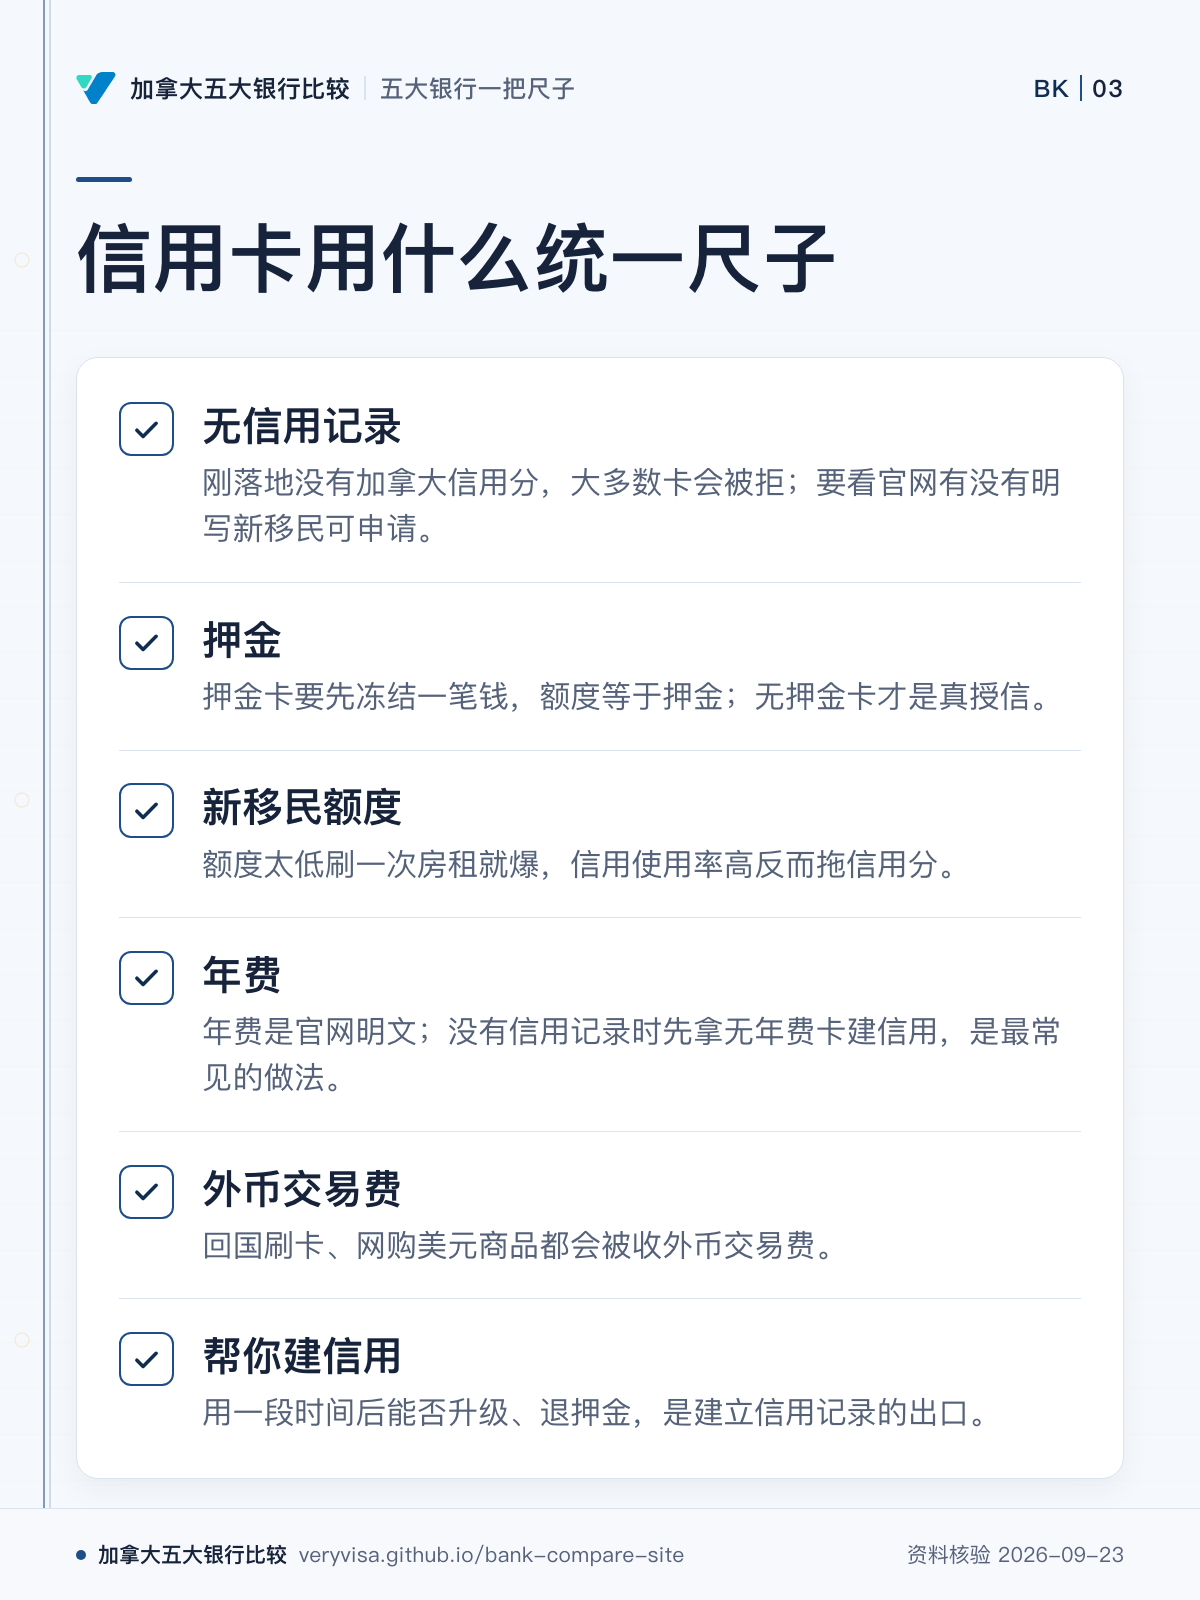 加拿大五大银行比较 五大银行一把尺子 BK 03
信用卡用什么统一尺子
无信用记录
刚落地没有加拿大信用分，大多数卡会被拒；要看官网有没有明
写新移民可申请。
押金
押金卡要先冻结一笔钱，额度等于押金；无押金卡才是真授信。
新移民额度
额度太低刷一次房租就爆，信用使用率高反而拖信用分。
年费
年费是官网明文；没有信用记录时先拿无年费卡建信用，是最常
见的做法。
外币交易费
回国刷卡、网购美元商品都会被收外币交易费。
帮你建信用
用一段时间后能否升级、退押金，是建立信用记录的出口。
加拿大五大银行比较 veryvisa.github.io/bank-compare-site 资料核验 2026-09-23